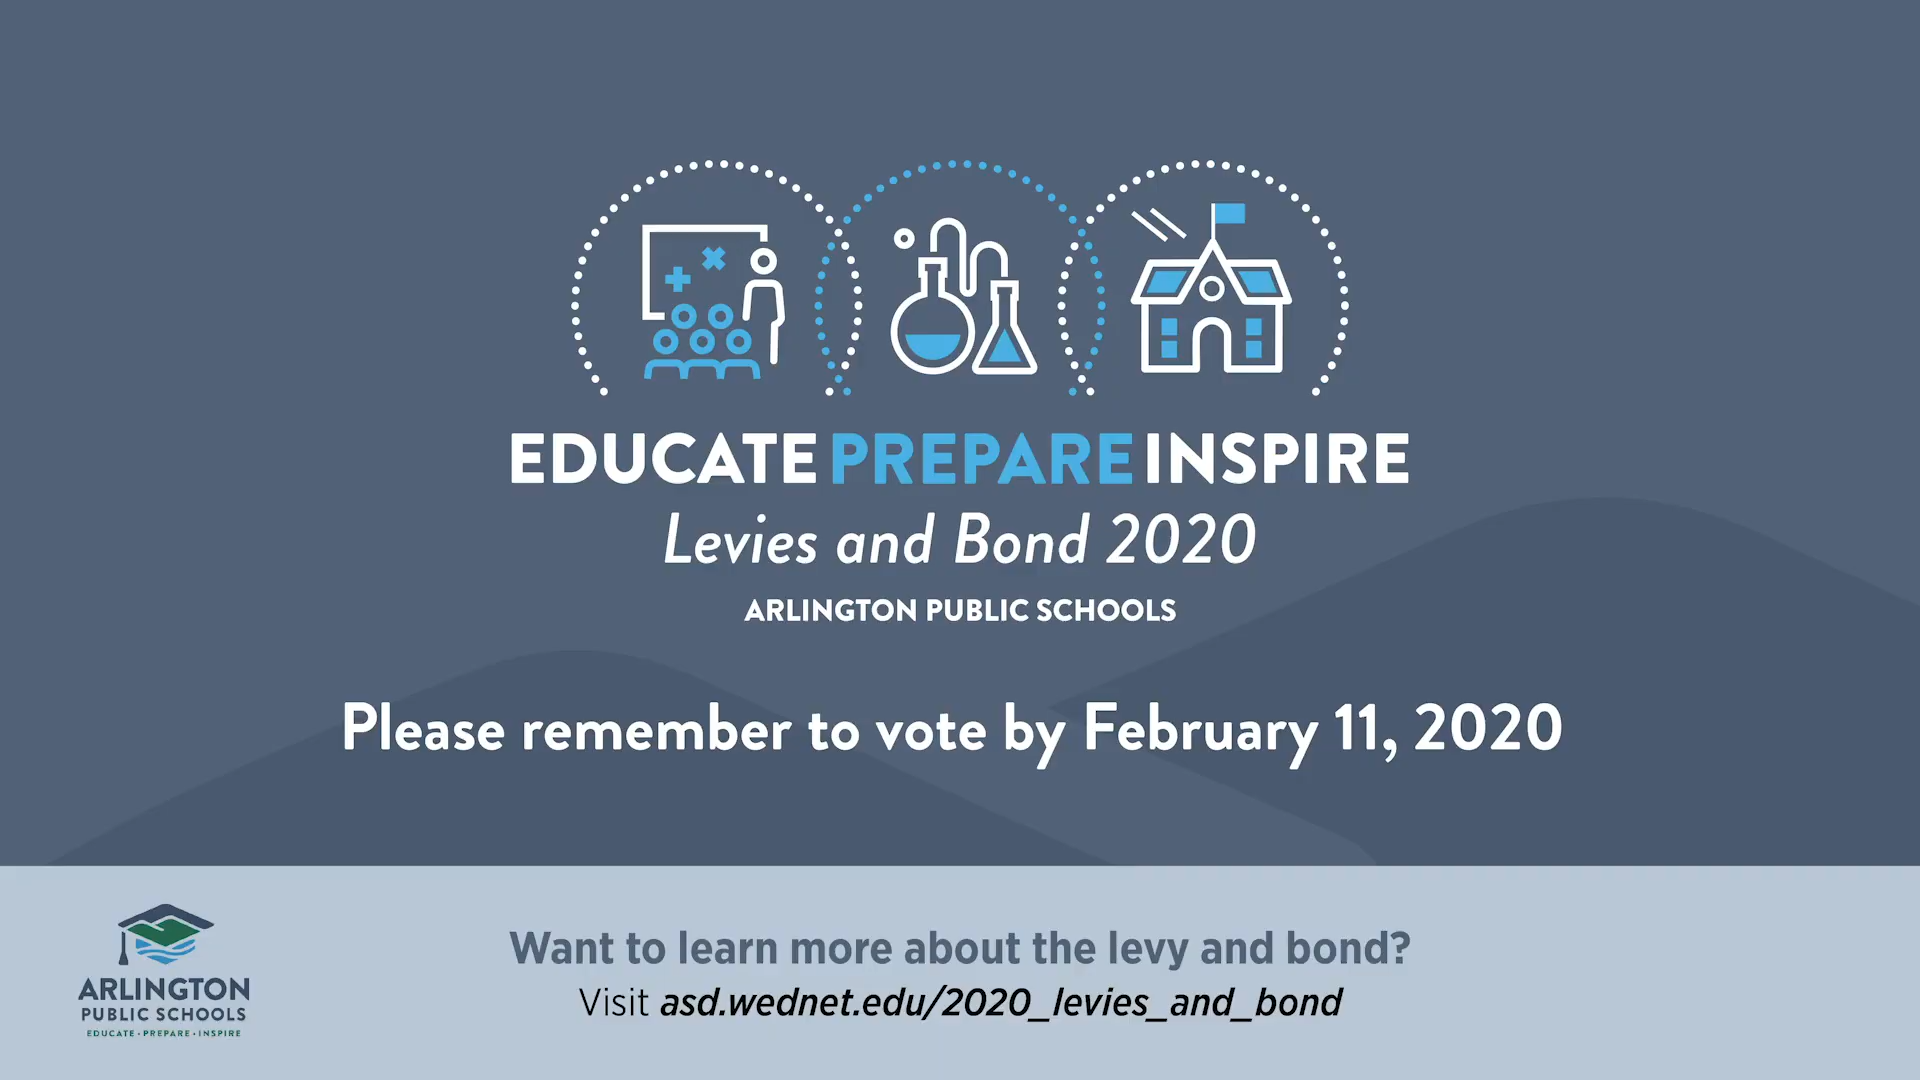 EDUCATE PREPARE INSPIRE
Levies and Bond 2020
ARLINGTON PUBLIC SCHOOLS
Please remember to vote by February 11, 2020
Want to learn more about the levy and bond?
Visit asd.wednet.edu/2020_levies_and_bond
ARLINGTON
PUBLIC SCHOOLS
EDUCATE · PREPARE · INSPIRE